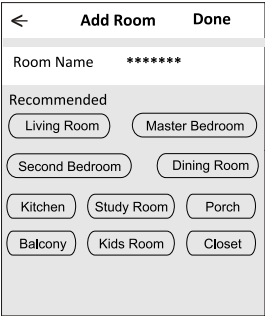 Add Room Done
Room Name *******
Recommended
Living Room Master Bedroom
Second Bedroom Dining Room
Kitchen Study Room Porch
Balcony Kids Room Closet